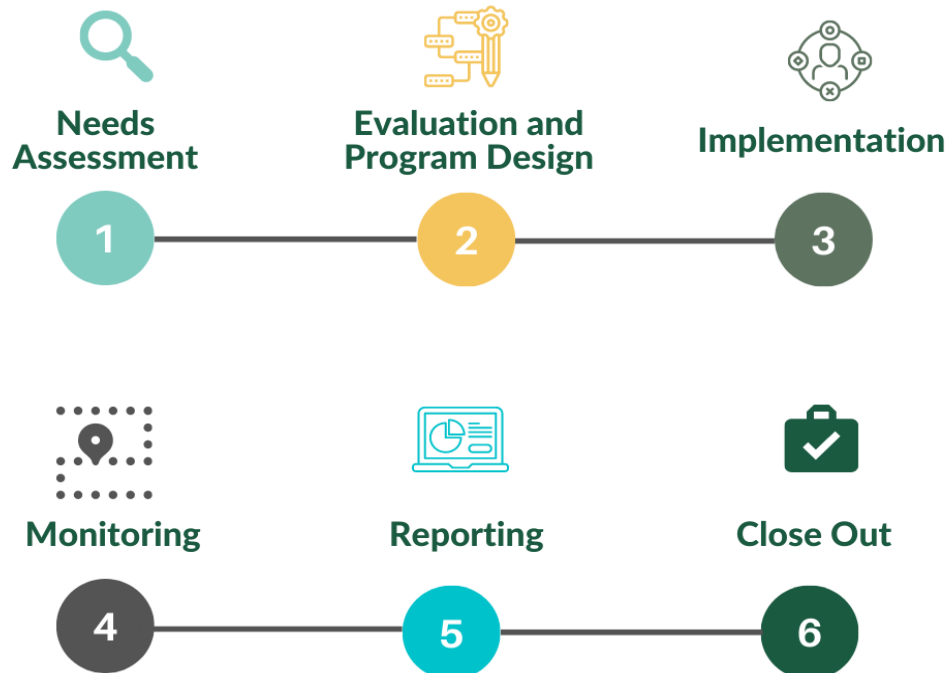 Needs
Assessment
Evaluation and
Program Design
Implementation
1
2
3
Monitoring
Reporting
Close Out
4
5
6